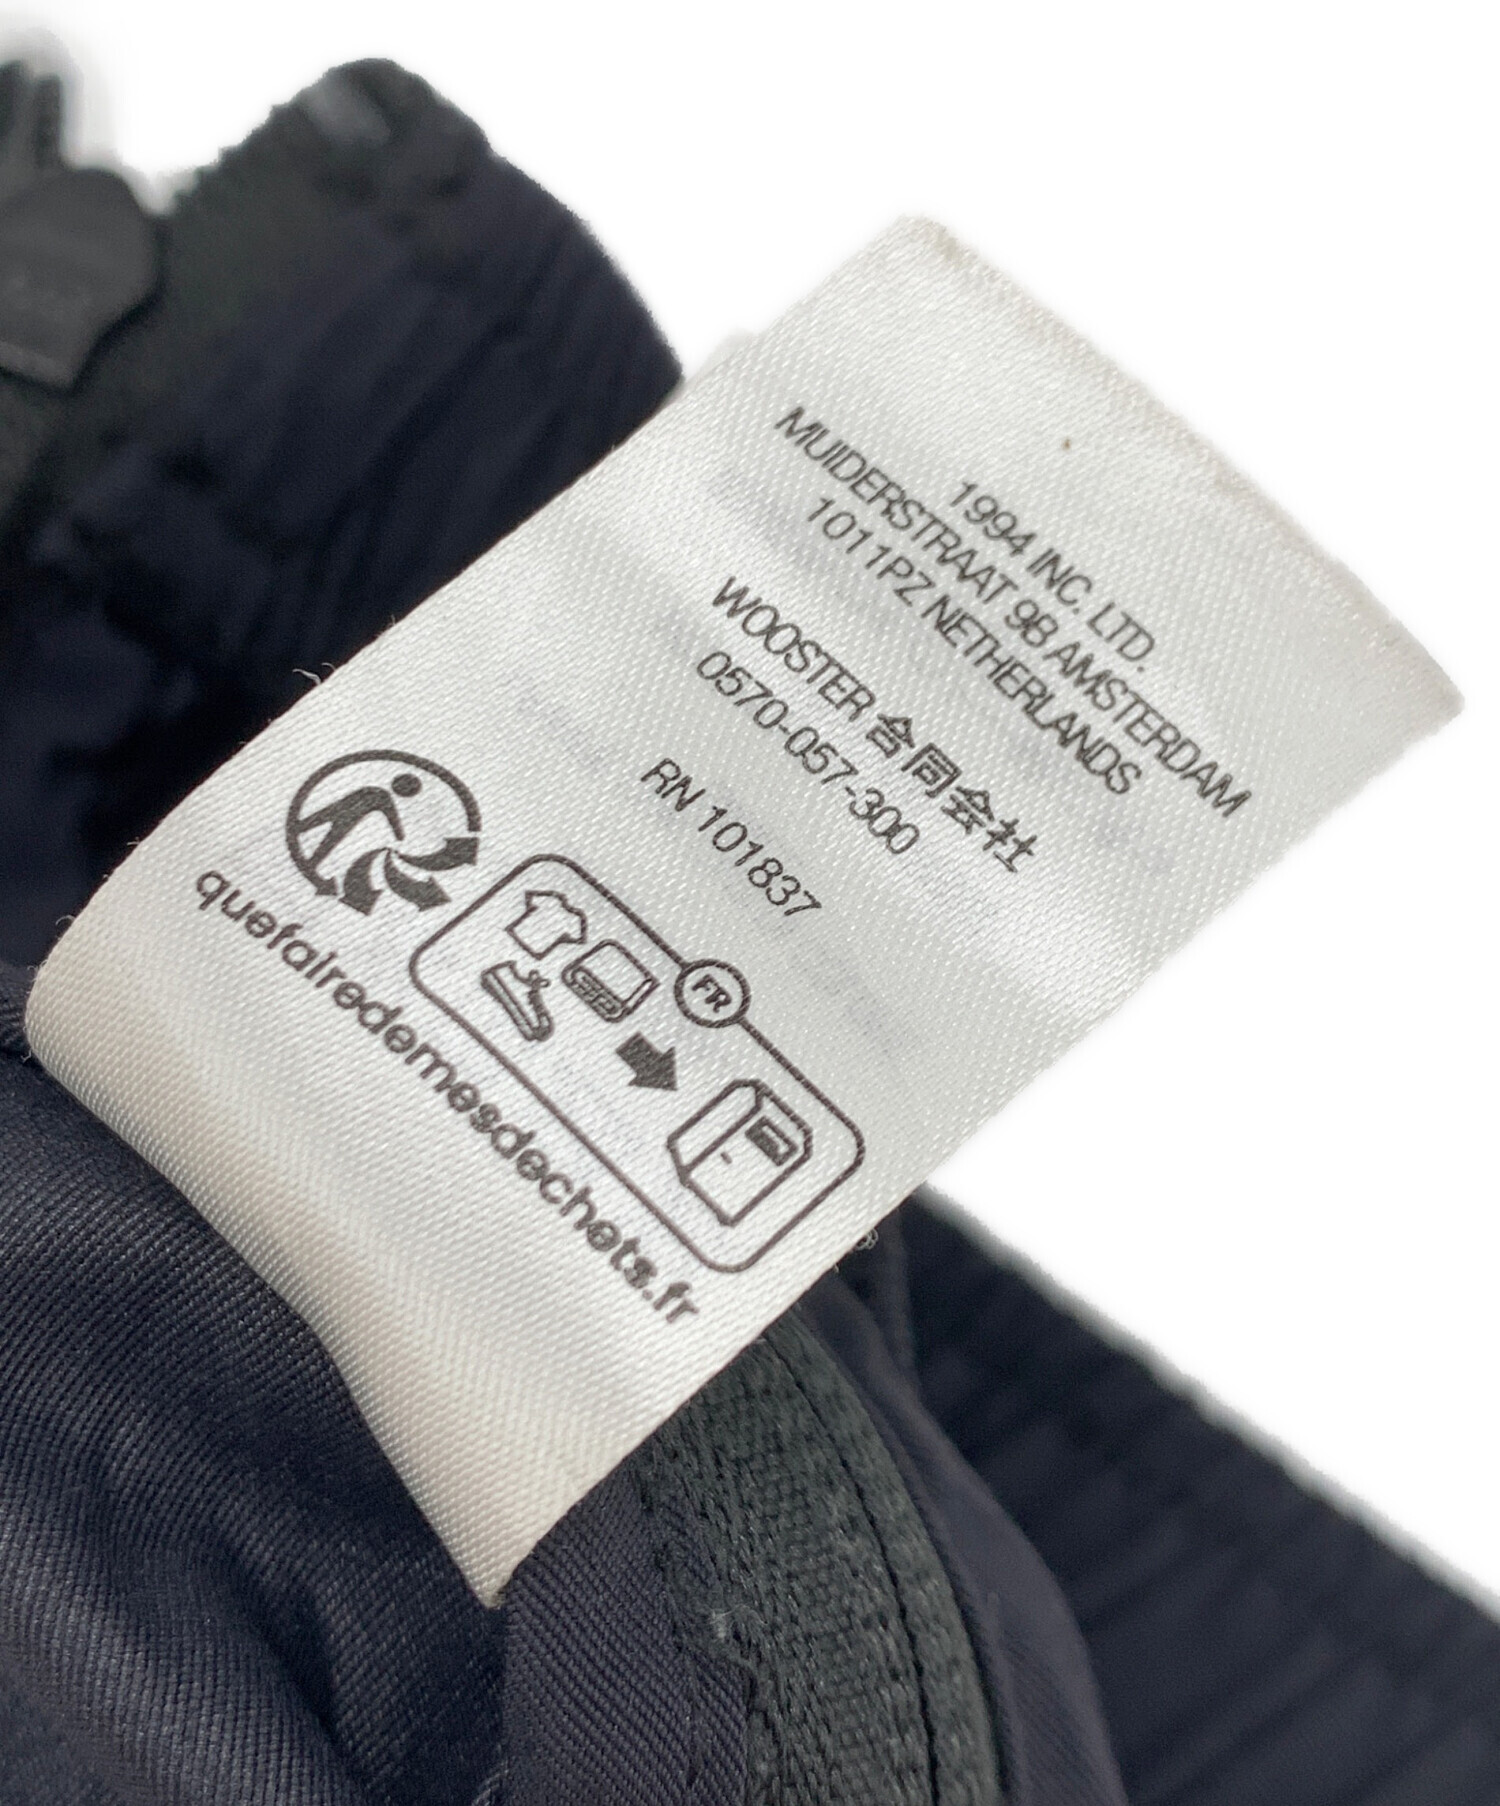 1994 INC. LTD.
MUIDERSTRAAT 9B AMSTERDAM
1011PZ NETHERLANDS
WOOSTER 合同会社
0570-057-300
RN 101837
FR
quefairedemesdechets.fr